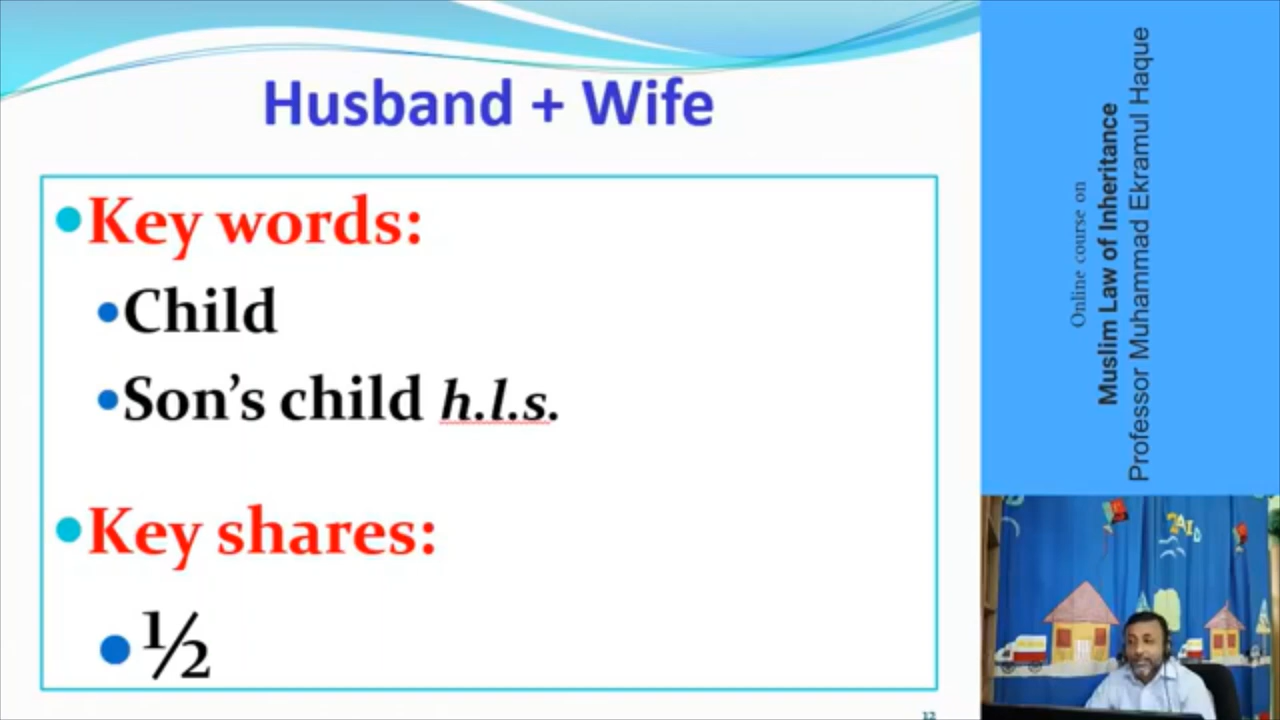 Husband + Wife
•Key words:
•Child
•Son’s child h.l.s.
•Key shares:
•½
12
Online course on
Muslim Law of Inheritance
Professor Muhammad Ekramul Haque